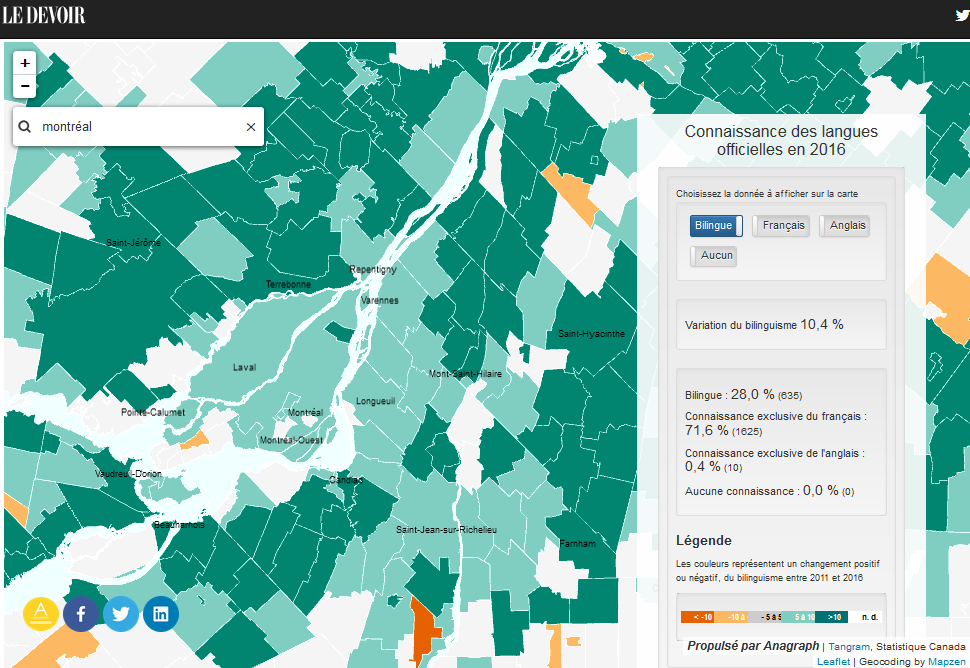 LE DEVOIR
+
−
montréal
×
Connaissance des langues
officielles en 2016
Choisissez la donnée à afficher sur la carte
Bilingue
Français
Anglais
Aucun
Variation du bilinguisme 10,4 %
Bilingue : 28,0 % (635)
Connaissance exclusive du français :
71,6 % (1625)
Connaissance exclusive de l'anglais :
0,4 % (10)
Aucune connaissance : 0,0 % (0)
Légende
Les couleurs représentent un changement positif
ou négatif, du bilinguisme entre 2011 et 2016
< -10
-10 à
- 5 à 5
5 à 10
>10
n. d.
Saint-Jérôme
Repentigny
Terrebonne
Varennes
Saint-Hyacinthe
Laval
Mont-Saint-Hilaire
Longueuil
Pointe-Calumet
Montréal
Montréal-Ouest
Vaudreuil-Dorion
Candiac
Beauharnois
Saint-Jean-sur-Richelieu
Farnham
Propulsé par Anagraph | Tangram, Statistique Canada
Leaflet | Geocoding by Mapzen